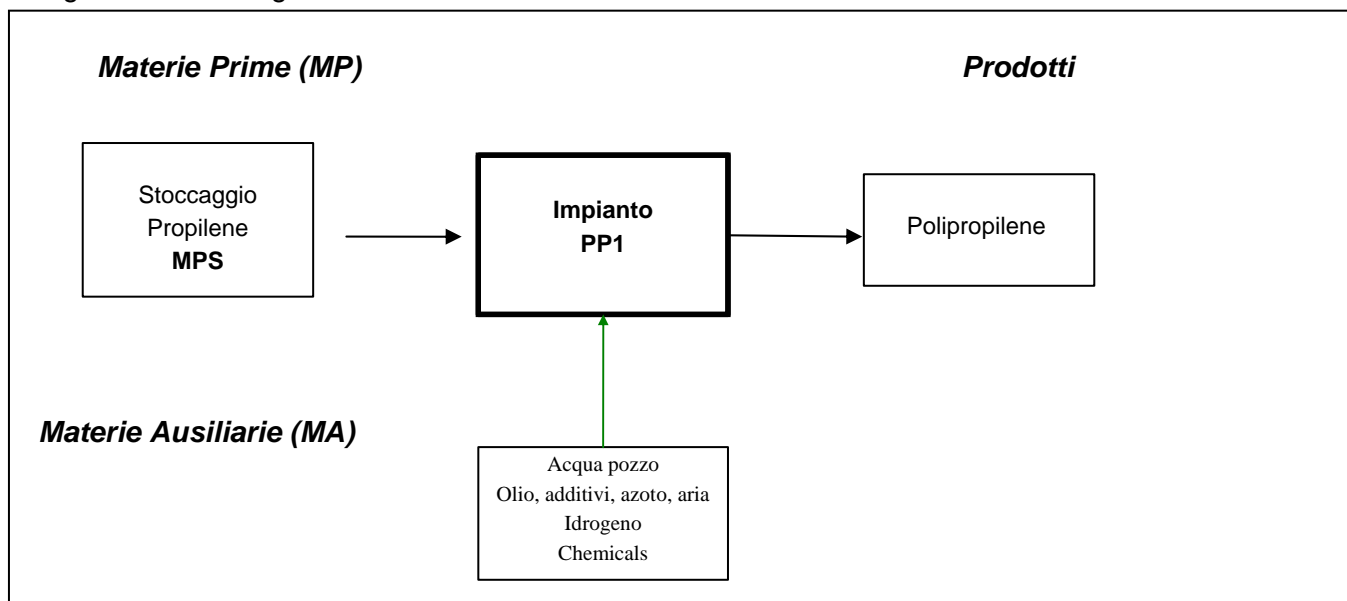 Materie Prime (MP)
Prodotti
Stoccaggio
Propilene
MPS
Impianto
PP1
Polipropilene
Materie Ausiliarie (MA)
Acqua pozzo
Olio, additivi, azoto, aria
Idrogeno
Chemicals